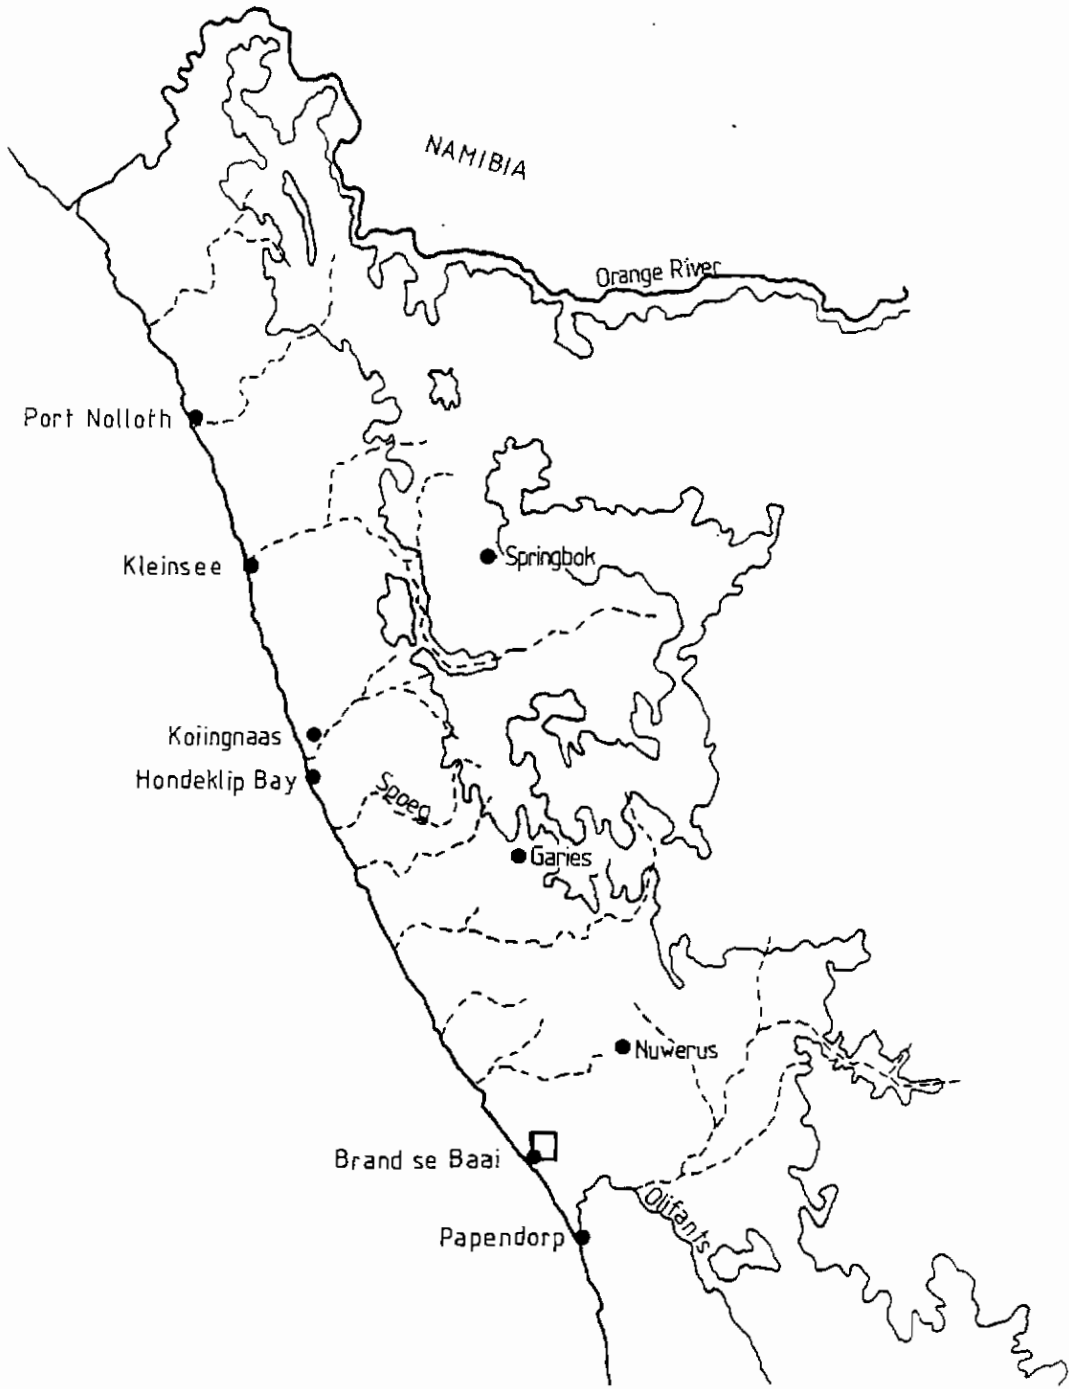 NAMIBIA
Orange River
Port Nolloth
Springbok
Kleinsee
Koiingnaas
Hondeklip Bay
Spoeg
Garies
Nuwerus
Brand se Baai
Olifants
Papendorp